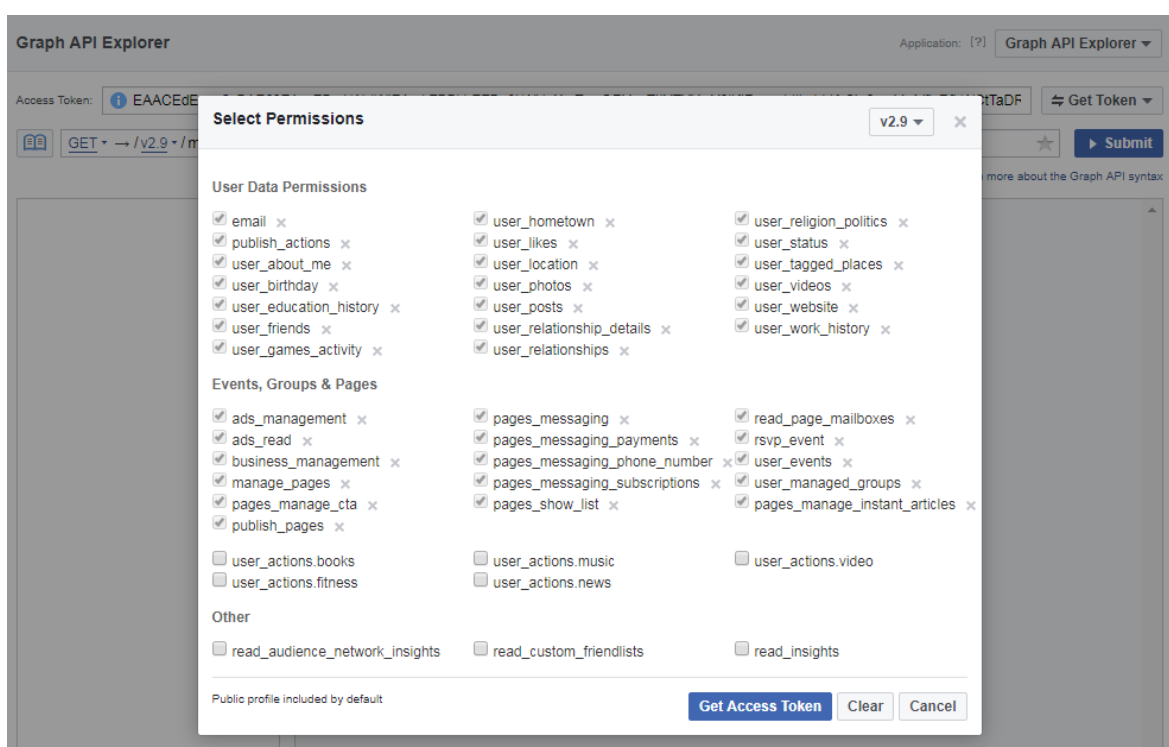 Graph API Explorer Application: [?] Graph API Explorer
Access Token: EAACEdE Get Token
GET → / v2.9 / m Submit
more about the Graph API syntax
Select Permissions v2.9
User Data Permissions
email user_hometown user_religion_politics
publish_actions user_likes user_status
user_about_me user_location user_tagged_places
user_birthday user_photos user_videos
user_education_history user_posts user_website
user_friends user_relationship_details user_work_history
user_games_activity user_relationships
Events, Groups & Pages
ads_management pages_messaging read_page_mailboxes
ads_read pages_messaging_payments rsvp_event
business_management pages_messaging_phone_number user_events
manage_pages pages_messaging_subscriptions user_managed_groups
pages_manage_cta pages_show_list pages_manage_instant_articles
publish_pages
user_actions.books user_actions.music user_actions.video
user_actions.fitness user_actions.news
Other
read_audience_network_insights read_custom_friendlists read_insights
Public profile included by default Get Access Token Clear Cancel